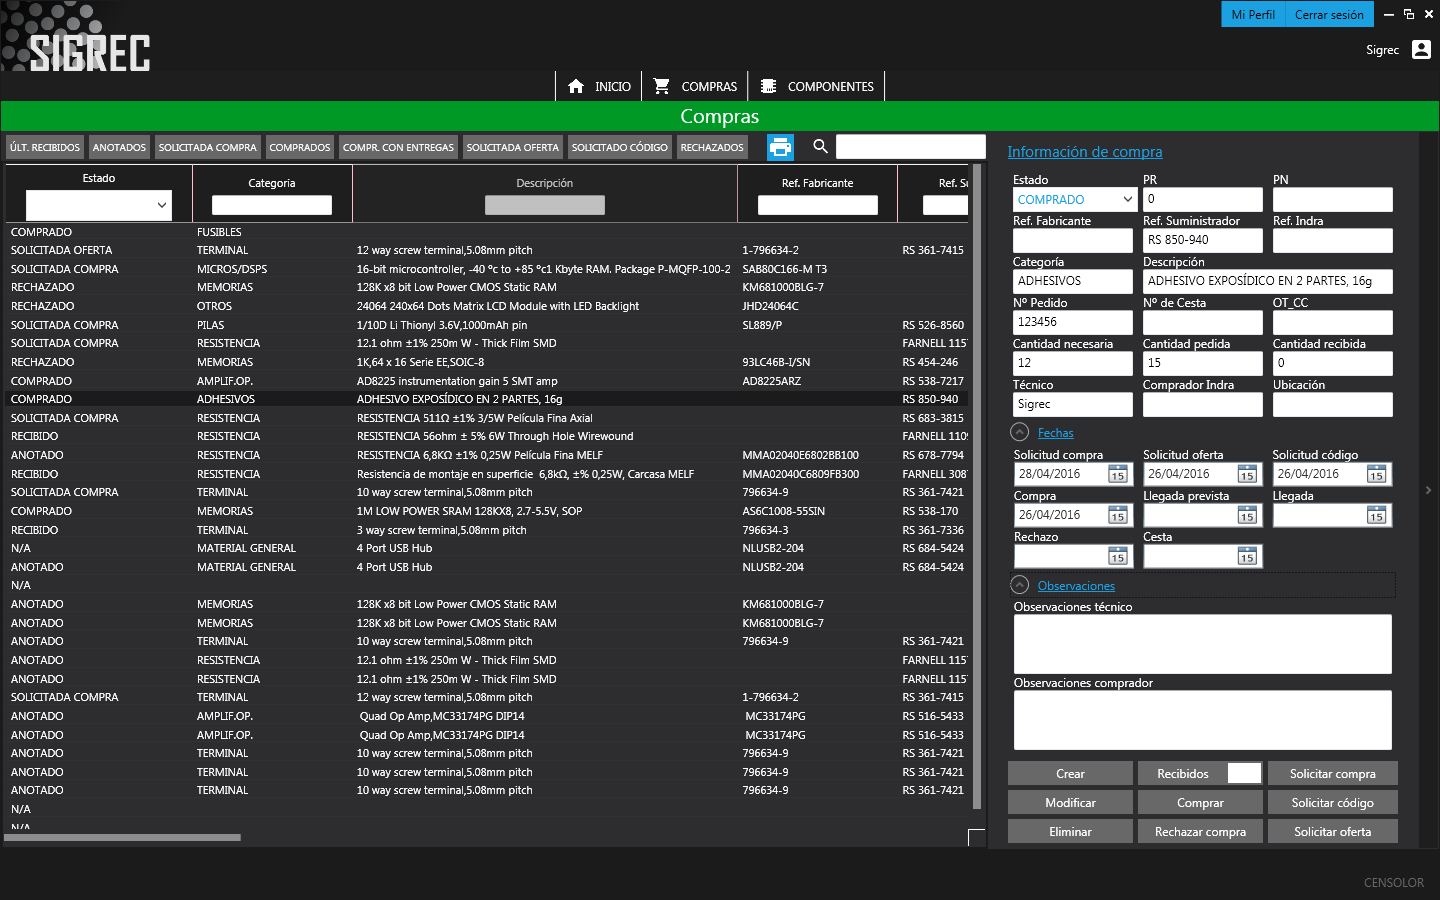 Mi Perfil Cerrar sesión
SIGREC
Sigrec
INICIO COMPRAS COMPONENTES
Compras
ÚLT. RECIBIDOS ANOTADOS SOLICITADA COMPRA COMPRADOS COMPR. CON ENTREGAS SOLICITADA OFERTA SOLICITADO CÓDIGO RECHAZADOS
Estado Categoria Descripción Ref. Fabricante Ref. Su
COMPRADO FUSIBLES
SOLICITADA OFERTA TERMINAL 12 way screw terminal,5.08mm pitch 1-796634-2 RS 361-7415
SOLICITADA COMPRA MICROS/DSPS 16-bit microcontroller, -40 ºc to +85 ºc1 Kbyte RAM. Package P-MQFP-100-2 SAB80C166-M T3
RECHAZADO MEMORIAS 128K x8 bit Low Power CMOS Static RAM KM681000BLG-7
RECHAZADO OTROS 24064 240x64 Dots Matrix LCD Module with LED Backlight JHD24064C
SOLICITADA COMPRA PILAS 1/10D Li Thionyl 3.6V,1000mAh pin SL889/P RS 526-8560
SOLICITADA COMPRA RESISTENCIA 12.1 ohm ±1% 250m W - Thick Film SMD FARNELL 1157
RECHAZADO MEMORIAS 1K,64 x 16 Serie EE,SOIC-8 93LC46B-I/SN RS 454-246
COMPRADO AMPLIF.OP. AD8225 instrumentation gain 5 SMT amp AD8225ARZ RS 538-7217
COMPRADO ADHESIVOS ADHESIVO EXPOSÍDICO EN 2 PARTES, 16g RS 850-940
SOLICITADA COMPRA RESISTENCIA RESISTENCIA 511Ω ±1% 3/5W Película Fina Axial RS 683-3815
RECIBIDO RESISTENCIA RESISTENCIA 56ohm ± 5% 6W Through Hole Wirewound FARNELL 1109
ANOTADO RESISTENCIA RESISTENCIA 6,8KΩ ±1% 0,25W Película Fina MELF MMA02040E6802BB100 RS 678-7794
RECIBIDO RESISTENCIA Resistencia de montaje en superficie 6,8kΩ, ±% 0,25W, Carcasa MELF MMA02040C6809FB300 FARNELL 3087
SOLICITADA COMPRA TERMINAL 10 way screw terminal,5.08mm pitch 796634-9 RS 361-7421
COMPRADO MEMORIAS 1M LOW POWER SRAM 128KX8, 2.7-5.5V, SOP AS6C1008-55SIN RS 538-170
RECIBIDO TERMINAL 3 way screw terminal,5.08mm pitch 796634-3 RS 361-7336
N/A MATERIAL GENERAL 4 Port USB Hub NLUSB2-204 RS 684-5424
ANOTADO MATERIAL GENERAL 4 Port USB Hub NLUSB2-204 RS 684-5424
N/A
ANOTADO MEMORIAS 128K x8 bit Low Power CMOS Static RAM KM681000BLG-7
ANOTADO MEMORIAS 128K x8 bit Low Power CMOS Static RAM KM681000BLG-7
ANOTADO TERMINAL 10 way screw terminal,5.08mm pitch 796634-9 RS 361-7421
ANOTADO RESISTENCIA 12.1 ohm ±1% 250m W - Thick Film SMD FARNELL 1157
ANOTADO RESISTENCIA 12.1 ohm ±1% 250m W - Thick Film SMD FARNELL 1157
SOLICITADA COMPRA TERMINAL 12 way screw terminal,5.08mm pitch 1-796634-2 RS 361-7415
ANOTADO AMPLIF.OP. Quad Op Amp,MC33174PG DIP14 MC33174PG RS 516-5433
ANOTADO AMPLIF.OP. Quad Op Amp,MC33174PG DIP14 MC33174PG RS 516-5433
ANOTADO TERMINAL 10 way screw terminal,5.08mm pitch 796634-9 RS 361-7421
ANOTADO TERMINAL 10 way screw terminal,5.08mm pitch 796634-9 RS 361-7421
ANOTADO TERMINAL 10 way screw terminal,5.08mm pitch 796634-9 RS 361-7421
N/A
N/A
Información de compra
Estado PR PN
COMPRADO 0
Ref. Fabricante Ref. Suministrador Ref. Indra
RS 850-940
Categoría Descripción
ADHESIVOS ADHESIVO EXPOSÍDICO EN 2 PARTES, 16g
Nº Pedido Nº de Cesta OT_CC
123456
Cantidad necesaria Cantidad pedida Cantidad recibida
12 15 0
Técnico Comprador Indra Ubicación
Sigrec
Fechas
Solicitud compra Solicitud oferta Solicitud código
28/04/2016 15 26/04/2016 15 26/04/2016 15
Compra Llegada prevista Llegada
26/04/2016 15 15 15
Rechazo Cesta
15 15
Observaciones
Observaciones técnico
Observaciones comprador
Crear Recibidos Solicitar compra
Modificar Comprar Solicitar código
Eliminar Rechazar compra Solicitar oferta
CENSOLOR